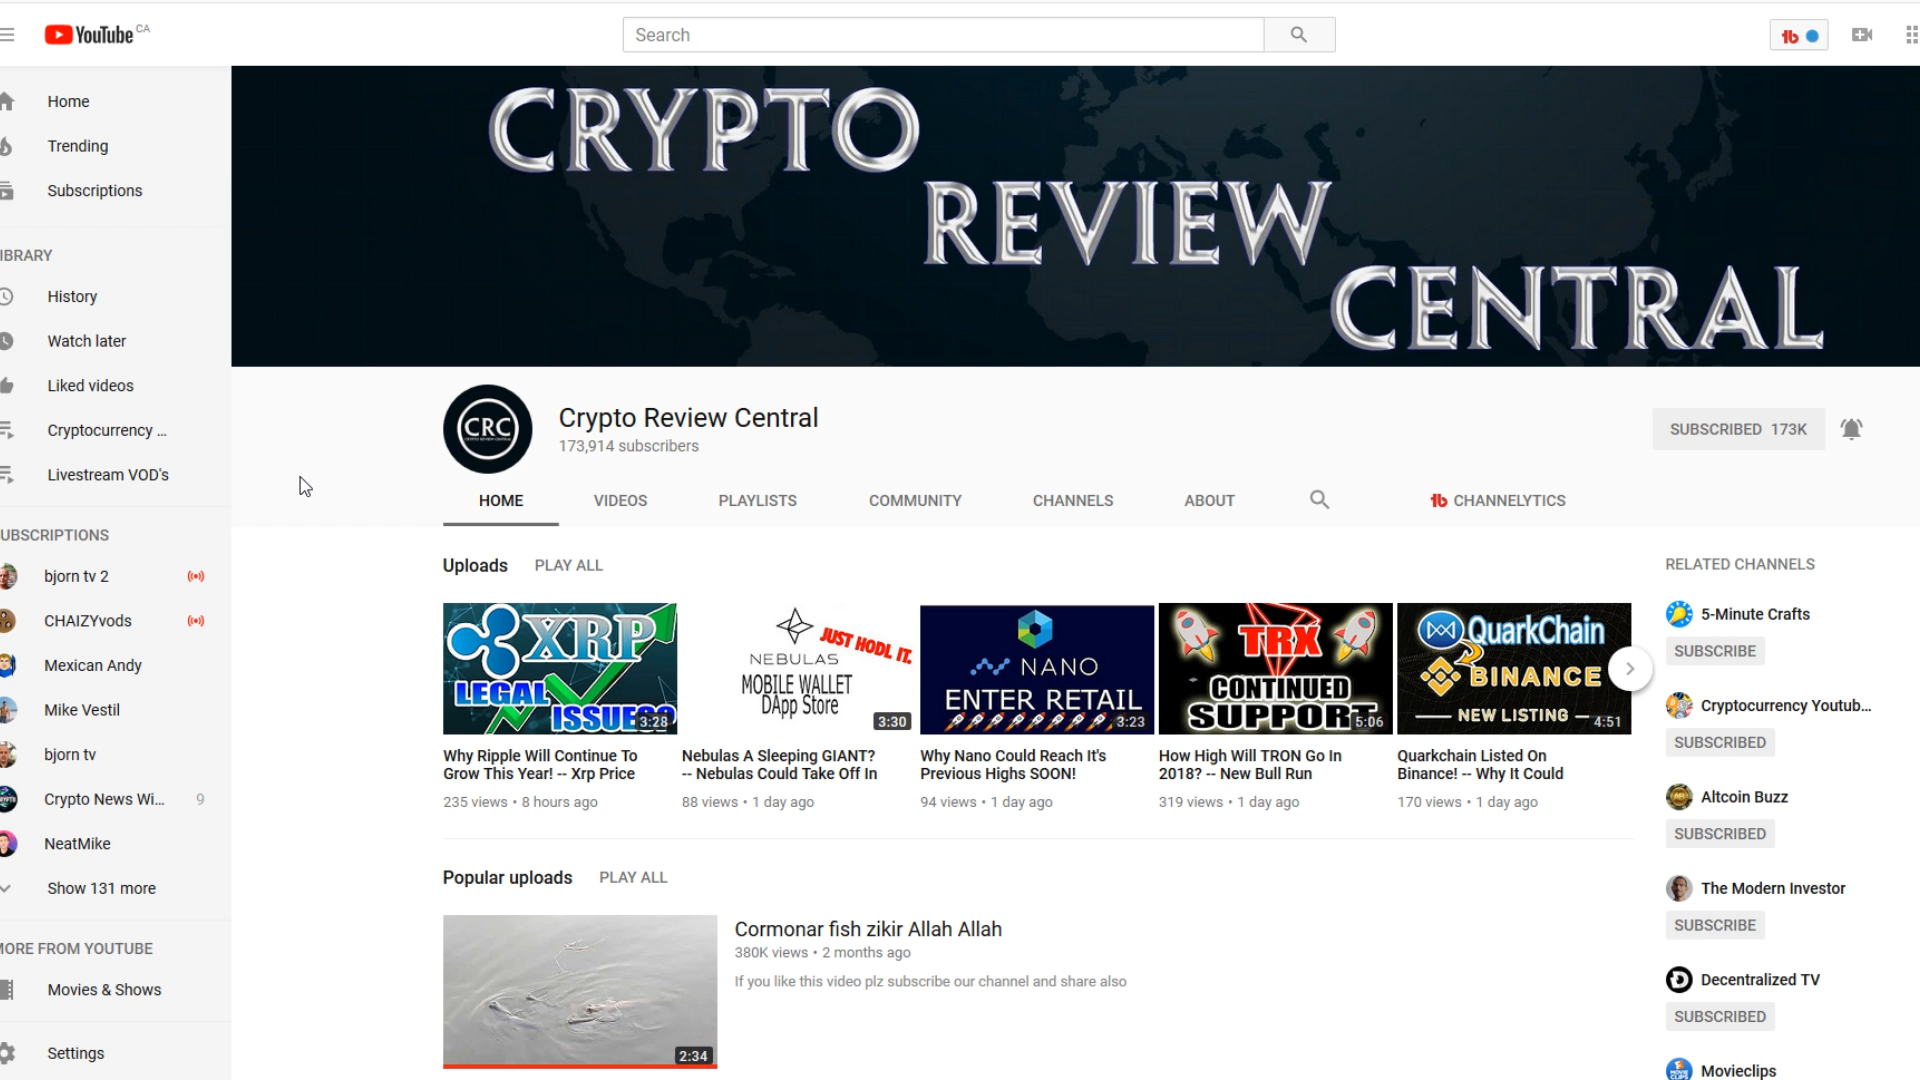 YouTube CA
Search
Home
Trending
Subscriptions
IBRARY
History
Watch later
Liked videos
Cryptocurrency ...
Livestream VOD's
UBSCRIPTIONS
bjorn tv 2
CHAIZYvods
Mexican Andy
Mike Vestil
bjorn tv
Crypto News Wi... 9
NeatMike
Show 131 more
MORE FROM YOUTUBE
Movies & Shows
Settings
CRYPTO
REVIEW
CENTRAL
CRC
Crypto Review Central
173,914 subscribers
SUBSCRIBED 173K
HOME VIDEOS PLAYLISTS COMMUNITY CHANNELS ABOUT CHANNELYTICS
Uploads PLAY ALL
XRP
LEGAL
ISSUES?
3:28
Why Ripple Will Continue To
Grow This Year! -- Xrp Price
235 views • 8 hours ago
JUST HODL IT.
NEBULAS
MOBILE WALLET
DApp Store
3:30
Nebulas A Sleeping GIANT?
-- Nebulas Could Take Off In
88 views • 1 day ago
NANO
ENTER RETAIL
3:23
Why Nano Could Reach It's
Previous Highs SOON!
94 views • 1 day ago
TRX
CONTINUED
SUPPORT
5:06
How High Will TRON Go In
2018? -- New Bull Run
319 views • 1 day ago
QuarkChain
BINANCE
NEW LISTING
4:51
Quarkchain Listed On
Binance! -- Why It Could
170 views • 1 day ago
Popular uploads PLAY ALL
2:34
Cormonar fish zikir Allah Allah
380K views • 2 months ago
If you like this video plz subscribe our channel and share also
RELATED CHANNELS
5-Minute Crafts
SUBSCRIBE
Cryptocurrency Youtub...
SUBSCRIBED
Altcoin Buzz
SUBSCRIBED
The Modern Investor
SUBSCRIBE
Decentralized TV
SUBSCRIBED
Movieclips